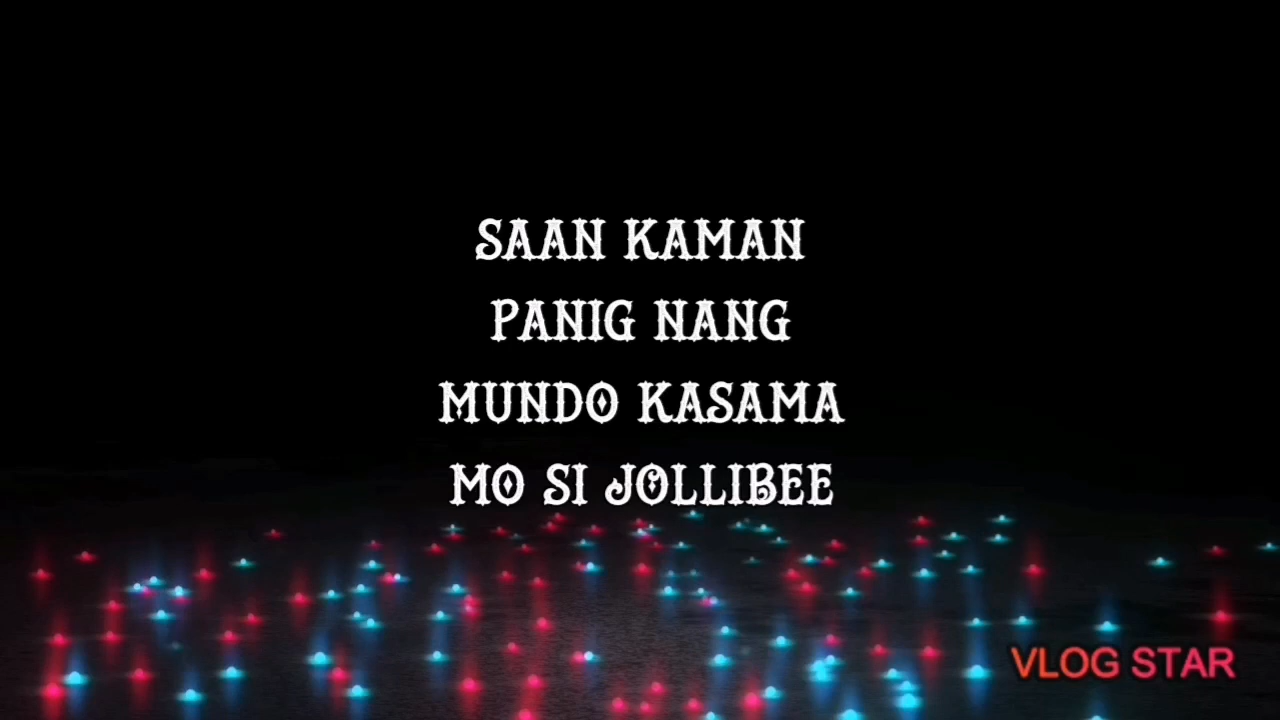 SAAN KAMAN
PANIG NANG
MUNDO KASAMA
MO SI JOLLIBEE
VLOG STAR